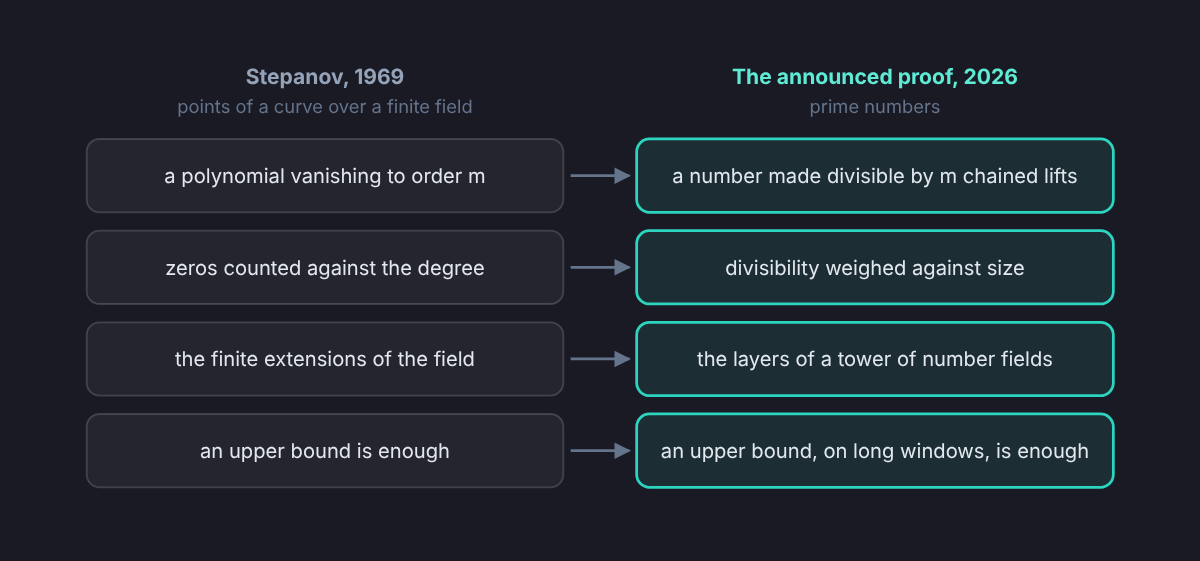 Stepanov, 1969
points of a curve over a finite field
The announced proof, 2026
prime numbers
a polynomial vanishing to order m
a number made divisible by m chained lifts
zeros counted against the degree
divisibility weighed against size
the finite extensions of the field
the layers of a tower of number fields
an upper bound is enough
an upper bound, on long windows, is enough